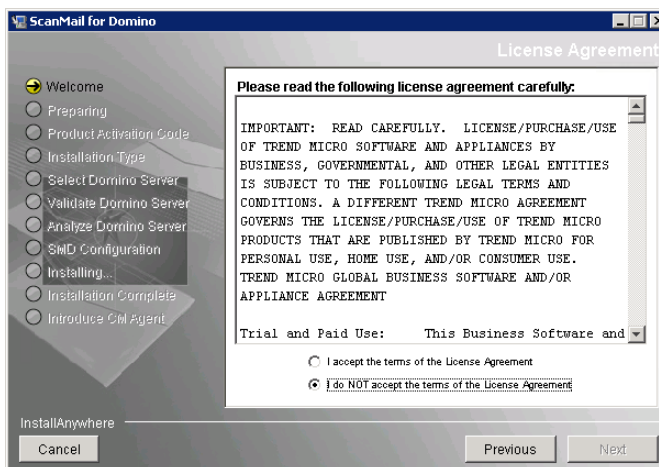 ScanMail for Domino
License Agreement
Welcome
Preparing
Product Activation Code
Installation Type
Select Domino Server
Validate Domino Server
Analyze Domino Server
SMD Configuration
Installing...
Installation Complete
Introduce CM Agent
Please read the following license agreement carefully:
IMPORTANT: READ CAREFULLY. LICENSE/PURCHASE/USE
OF TREND MICRO SOFTWARE AND APPLIANCES BY
BUSINESS, GOVERNMENTAL, AND OTHER LEGAL ENTITIES
IS SUBJECT TO THE FOLLOWING LEGAL TERMS AND
CONDITIONS. A DIFFERENT TREND MICRO AGREEMENT
GOVERNS THE LICENSE/PURCHASE/USE OF TREND MICRO
PRODUCTS THAT ARE PUBLISHED BY TREND MICRO FOR
PERSONAL USE, HOME USE, AND/OR CONSUMER USE.
TREND MICRO GLOBAL BUSINESS SOFTWARE AND/OR
APPLIANCE AGREEMENT
Trial and Paid Use: This Business Software and
I accept the terms of the License Agreement
I do NOT accept the terms of the License Agreement
InstallAnywhere
Cancel
Previous
Next